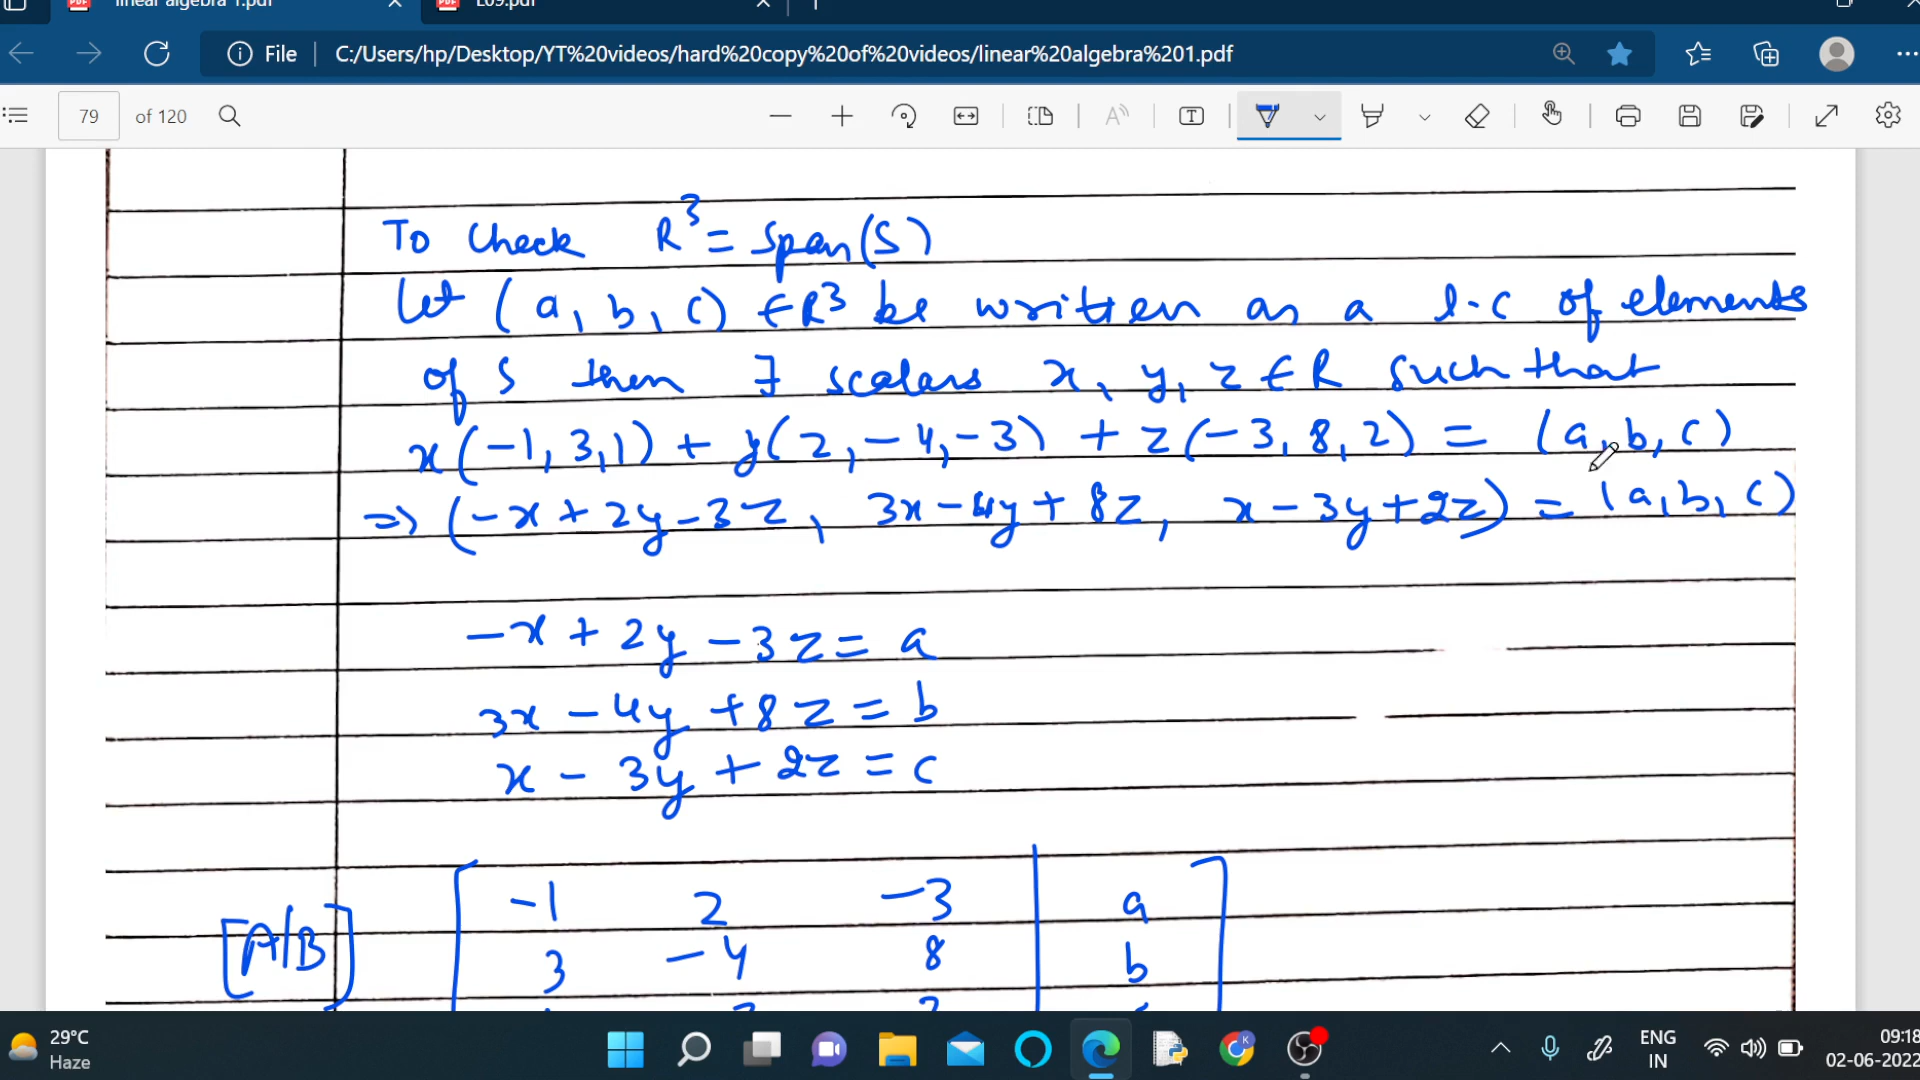 linear algebra 1.pdf
L09.pdf
File
C:/Users/hp/Desktop/YT%20videos/hard%20copy%20of%20videos/linear%20algebra%201.pdf
79 of 120
To Check R³ = Span(S)
Let (a, b, c) ∈ R³ be written as a l.c of elements
of S then ∃ scalars x, y, z ∈ R such that
x(-1, 3, 1) + y(2, -4, -3) + z(-3, 8, 2) = (a, b, c)
⇒ (-x + 2y - 3z, 3x - 4y + 8z, x - 3y + 2z) = (a, b, c)
-x + 2y - 3z = a
3x - 4y + 8z = b
x - 3y + 2z = c
-1 2 -3 | a
[A/B]
3 -4 8 | b
29°C
Haze
ENG
IN
09:18
02-06-2022